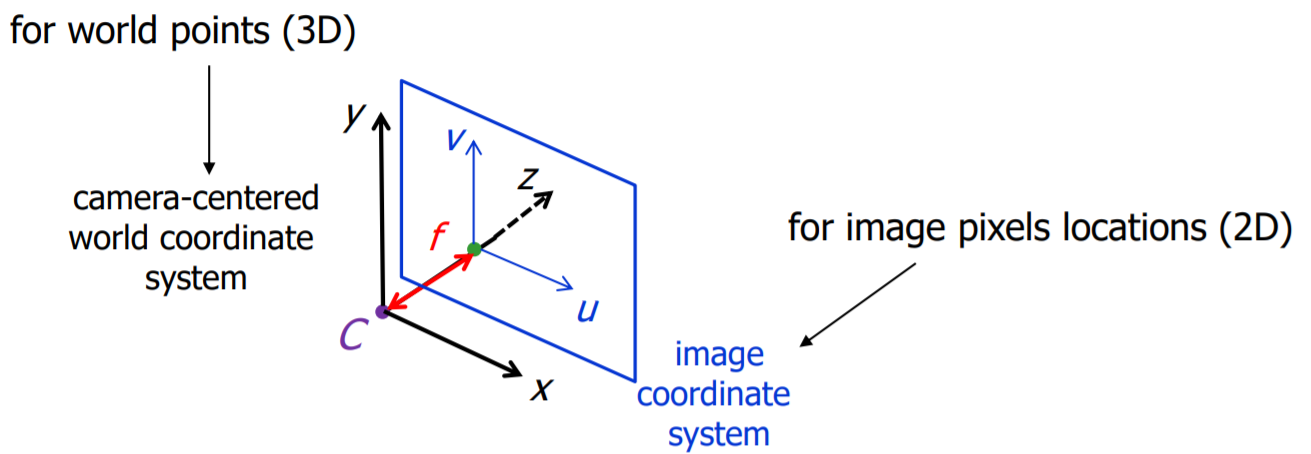 for world points (3D)
camera-centered
world coordinate
system
y
v
z
f
u
C
x
for image pixels locations (2D)
image
coordinate
system